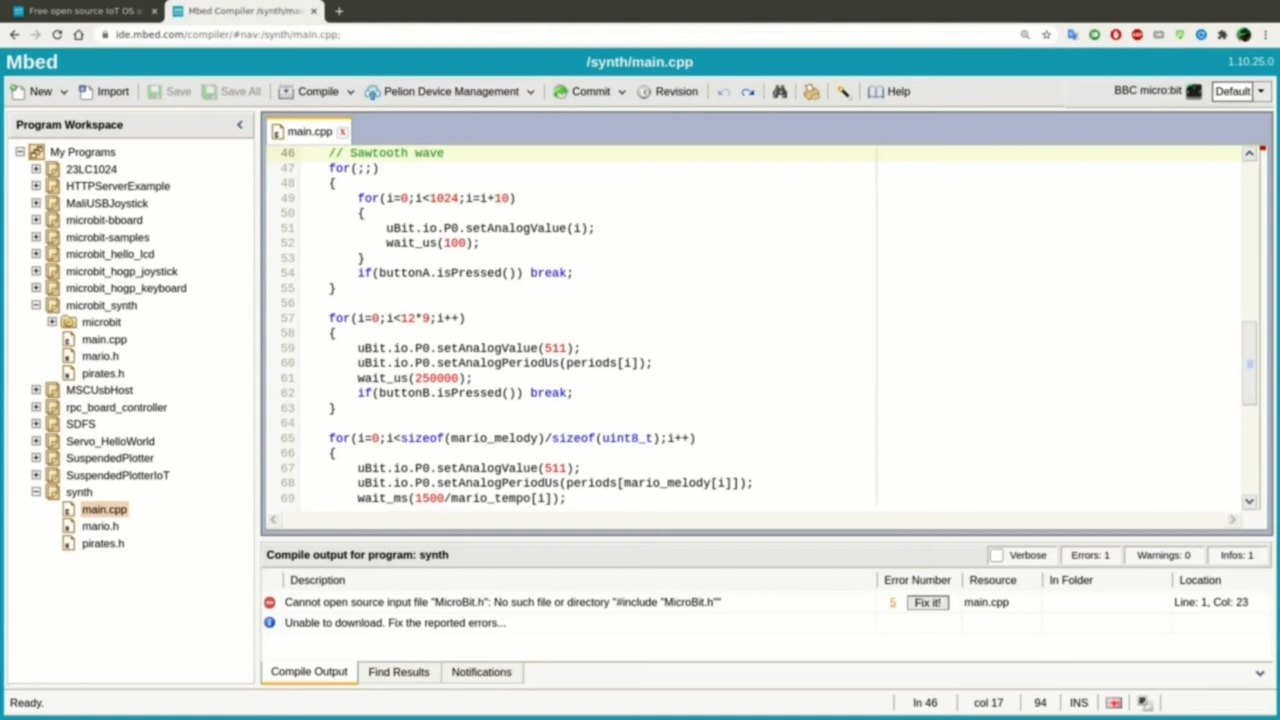 Free open source IoT OS a
Mbed Compiler /synth/mai
ide.mbed.com/compiler/#nav:/synth/main.cpp;
Mbed
/synth/main.cpp
1.10.25.0
New
Import
Save
Save All
Compile
Pelion Device Management
Commit
Revision
Help
BBC micro:bit
Default
Program Workspace
My Programs
23LC1024
HTTPServerExample
MaliUSBJoystick
microbit-bboard
microbit-samples
microbit_hello_lcd
microbit_hogp_joystick
microbit_hogp_keyboard
microbit_synth
microbit
main.cpp
mario.h
pirates.h
MSCUsbHost
rpc_board_controller
SDFS
Servo_HelloWorld
SuspendedPlotter
SuspendedPlotterIoT
synth
main.cpp
mario.h
pirates.h
main.cpp
46 // Sawtooth wave
47 for(;;)
48 {
49 for(i=0;i<1024;i=i+10)
50 {
51 uBit.io.P0.setAnalogValue(i);
52 wait_us(100);
53 }
54 if(buttonA.isPressed()) break;
55 }
56
57 for(i=0;i<12*9;i++)
58 {
59 uBit.io.P0.setAnalogValue(511);
60 uBit.io.P0.setAnalogPeriodUs(periods[i]);
61 wait_us(250000);
62 if(buttonB.isPressed()) break;
63 }
64
65 for(i=0;i<sizeof(mario_melody)/sizeof(uint8_t);i++)
66 {
67 uBit.io.P0.setAnalogValue(511);
68 uBit.io.P0.setAnalogPeriodUs(periods[mario_melody[i]]);
69 wait_ms(1500/mario_tempo[i]);
Compile output for program: synth
Verbose
Errors: 1
Warnings: 0
Infos: 1
Description
Error Number
Resource
In Folder
Location
Cannot open source input file "MicroBit.h": No such file or directory "#include "MicroBit.h""
5
Fix it!
main.cpp
Line: 1, Col: 23
Unable to download. Fix the reported errors...
Compile Output
Find Results
Notifications
Ready.
ln 46
col 17
94
INS